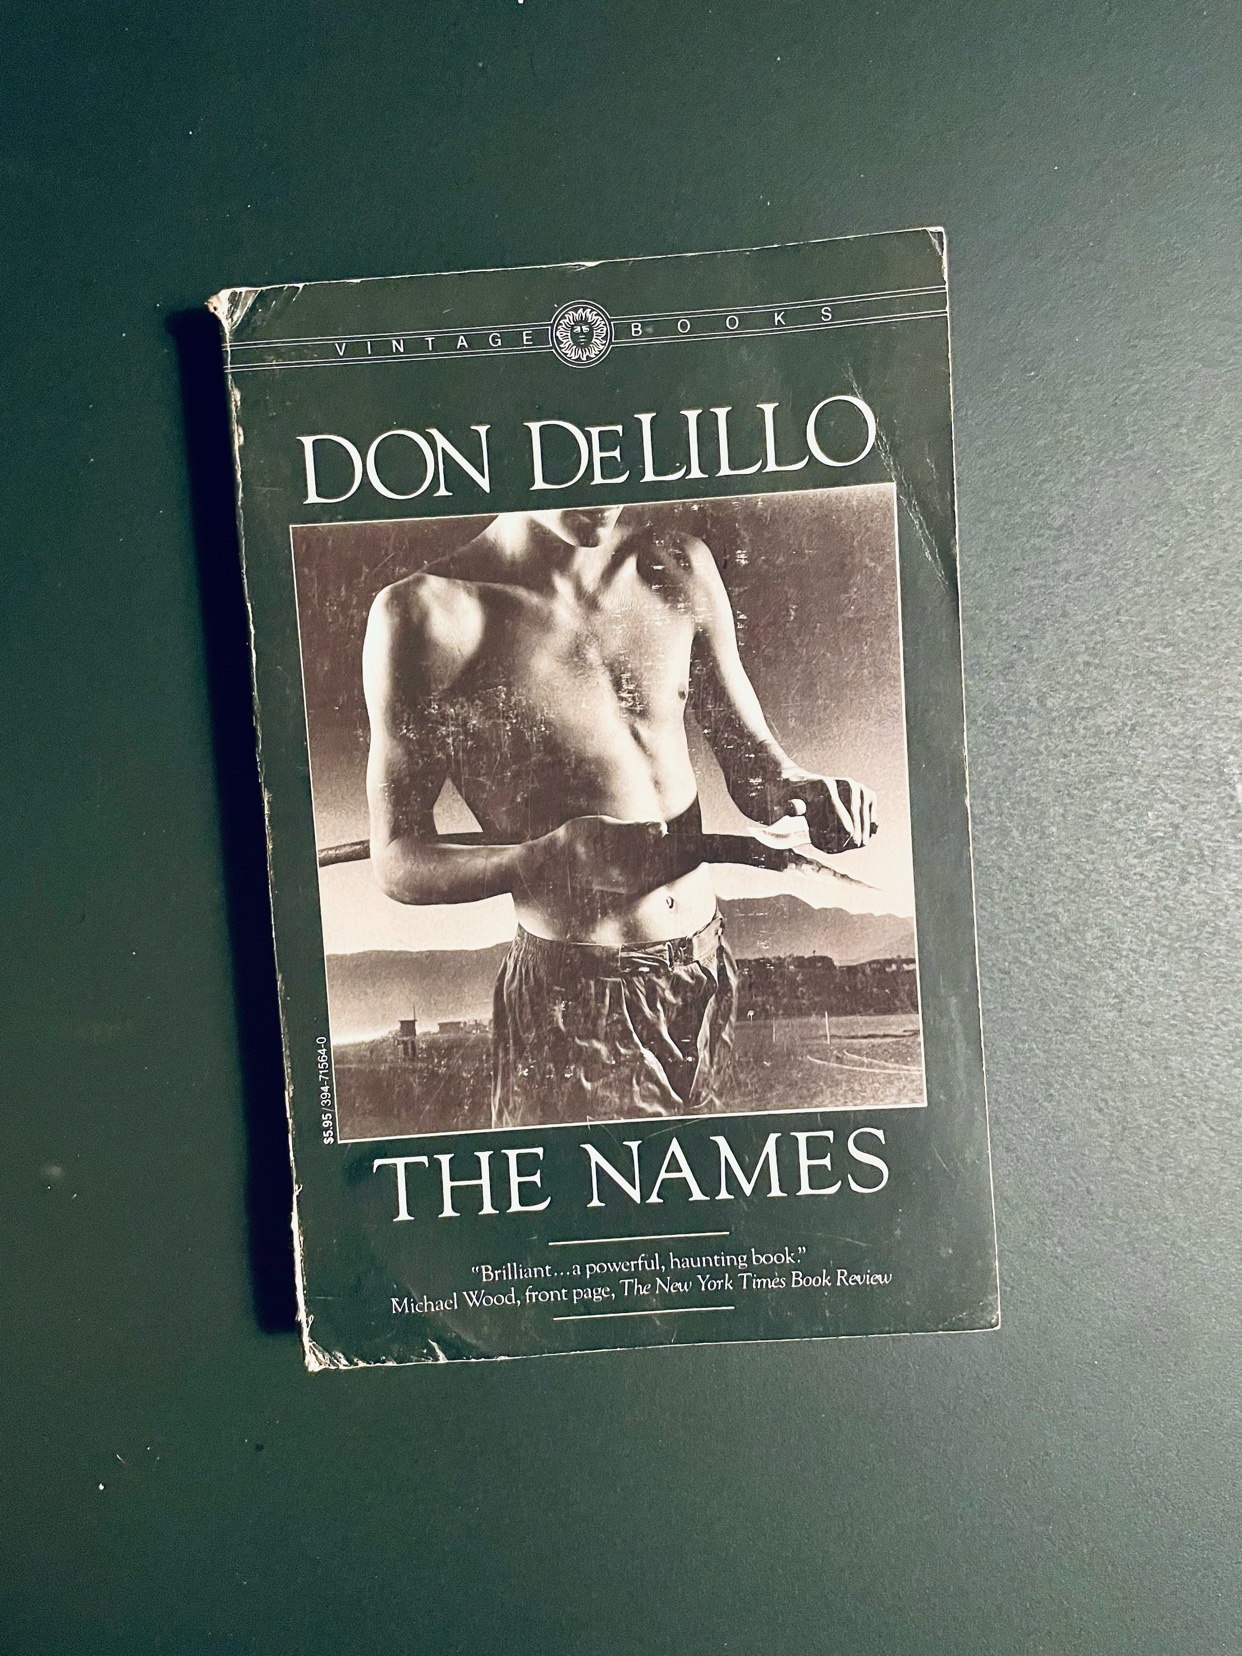 VINTAGE BOOKS
DON DELILLO
$5.95/394-71564-0
THE NAMES
“Brilliant...a powerful, haunting book.”
Michael Wood, front page, The New York Times Book Review